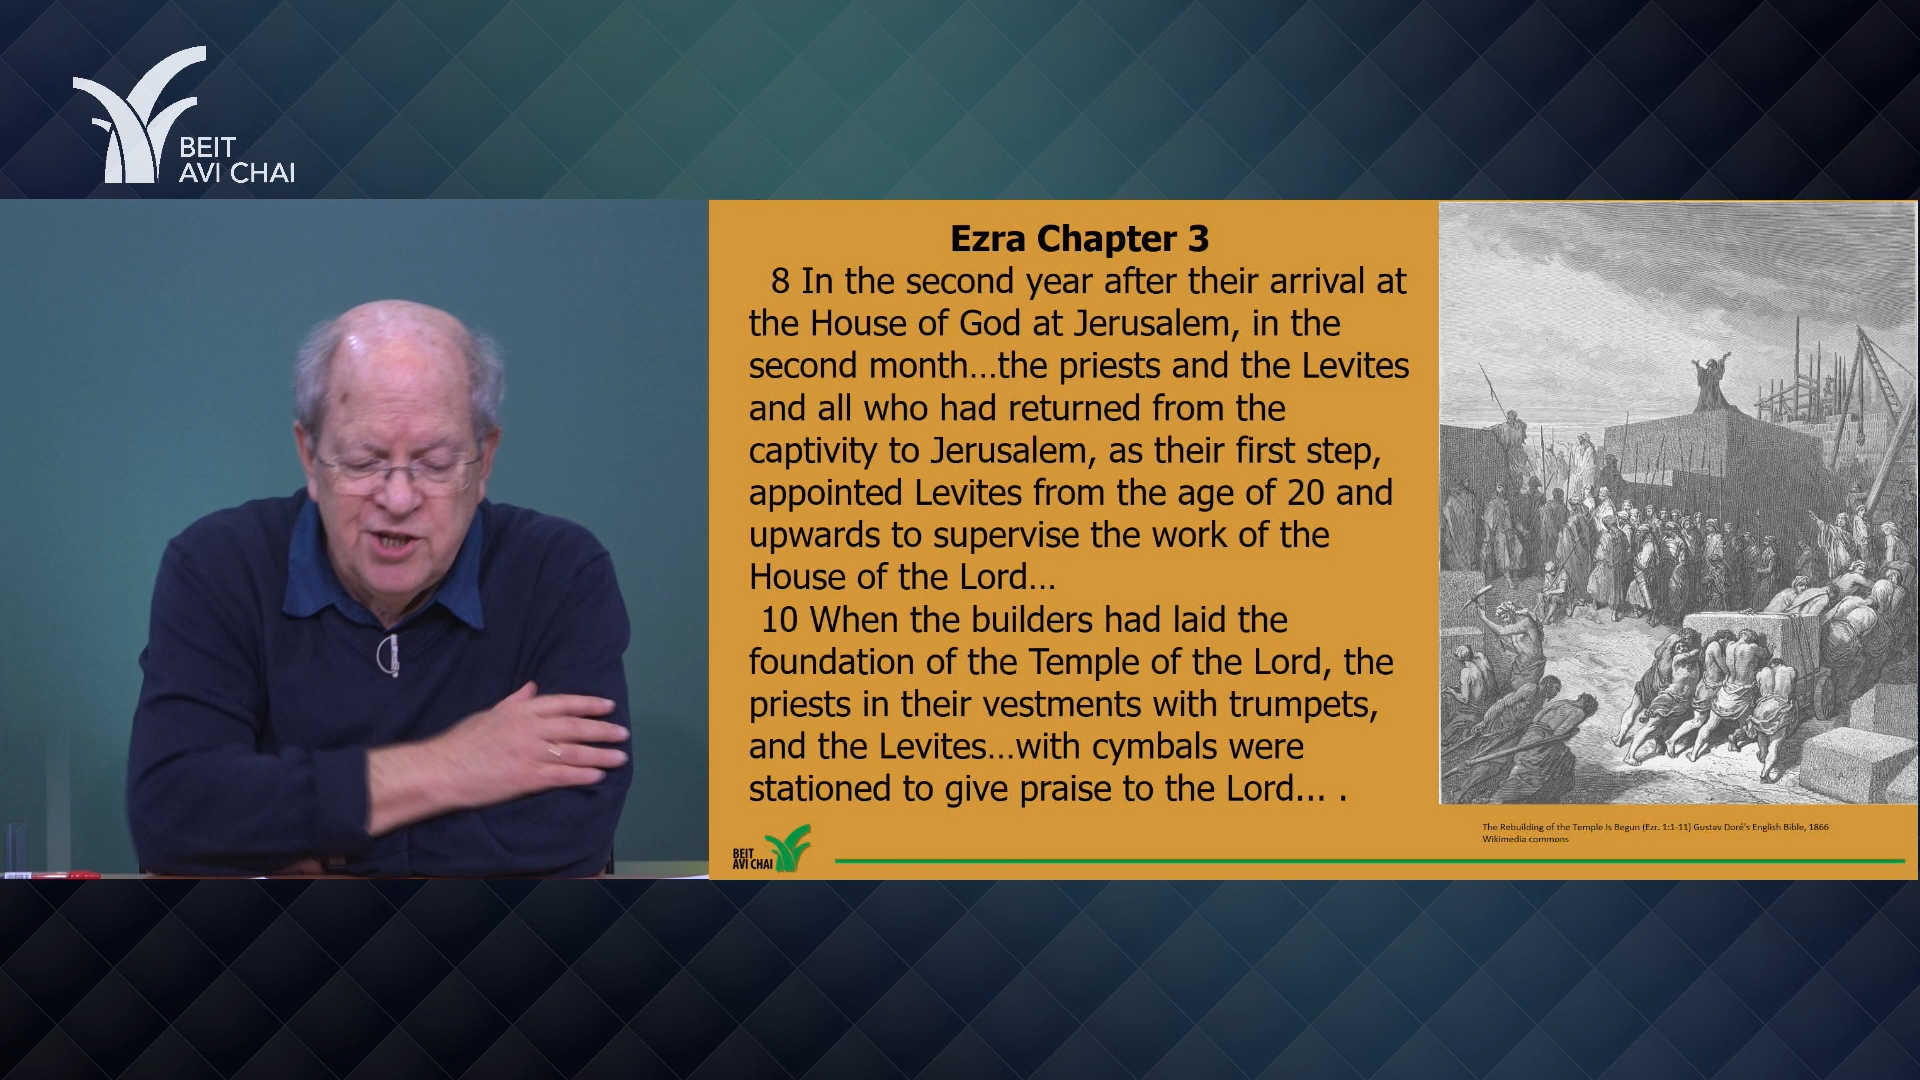 BEIT
AVI CHAI
Ezra Chapter 3
8 In the second year after their arrival at
the House of God at Jerusalem, in the
second month...the priests and the Levites
and all who had returned from the
captivity to Jerusalem, as their first step,
appointed Levites from the age of 20 and
upwards to supervise the work of the
House of the Lord...
10 When the builders had laid the
foundation of the Temple of the Lord, the
priests in their vestments with trumpets,
and the Levites...with cymbals were
stationed to give praise to the Lord... .
The Rebuilding of the Temple Is Begun (Ezr. 1:1-11) Gustav Doré's English Bible, 1866
Wikimedia commons
BEIT
AVI CHAI